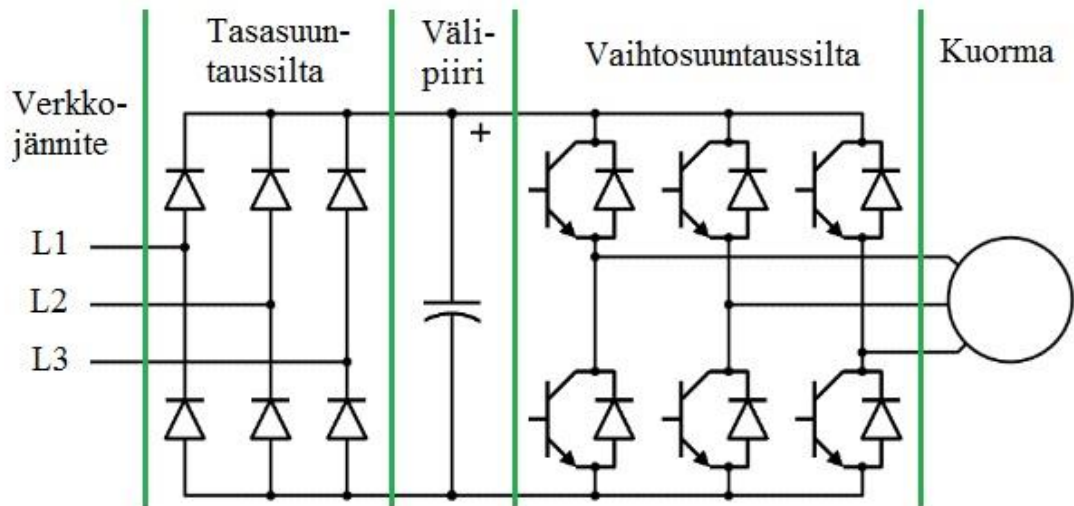 Verkko-
jännite
Tasasuun-
taussilta
Väli-
piiri
Vaihtosuuntaussilta
Kuorma
+
L1
L2
L3